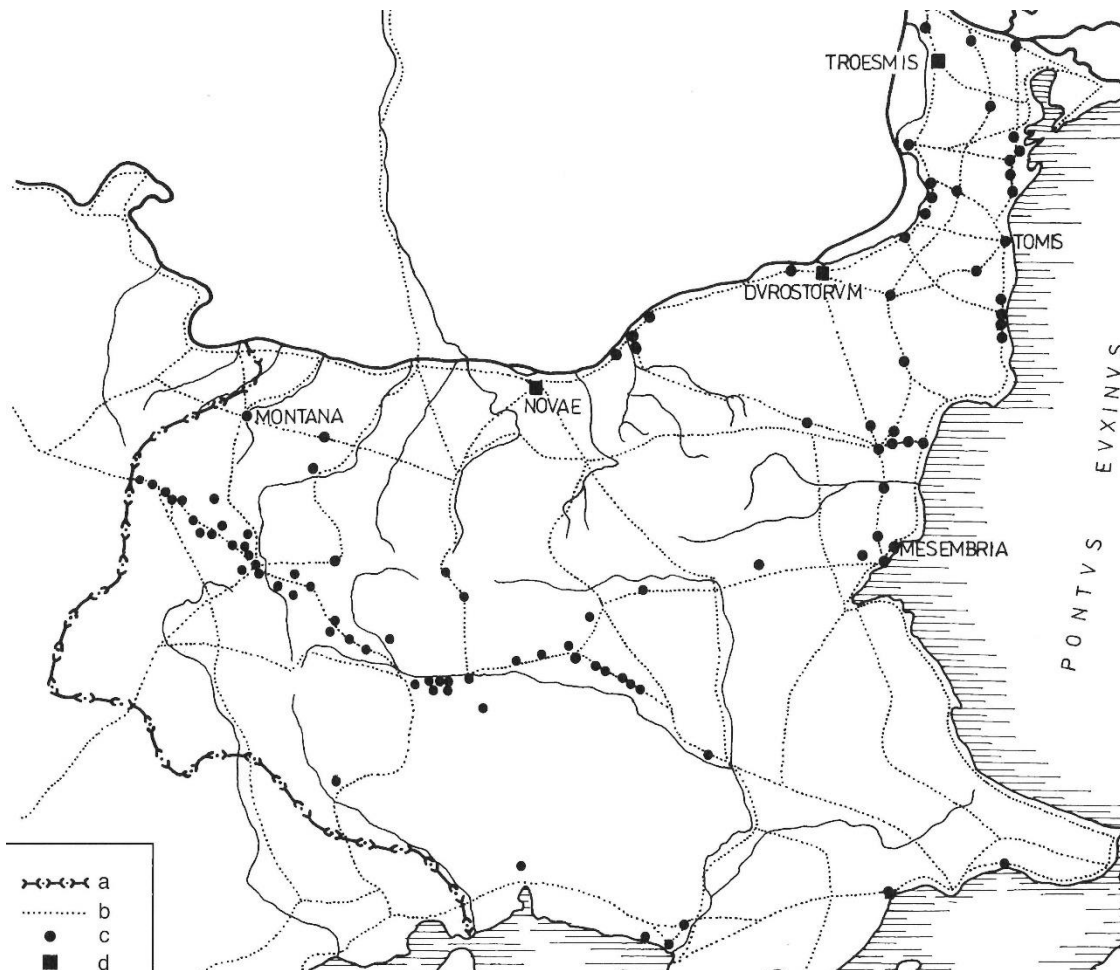 TROESMIS
TOMIS
DVROSTORVM
PONTVS EVXINVS
MONTANA
NOVAE
MESEMBRIA
a
b
c
d